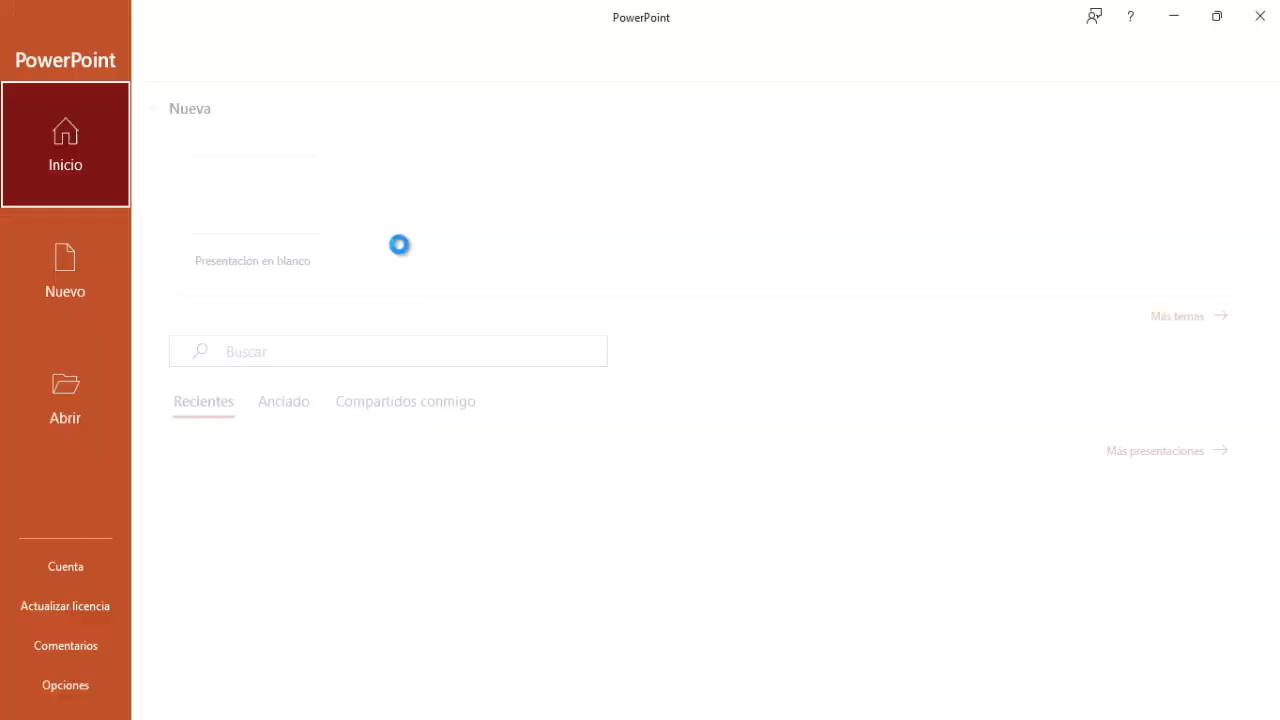 PowerPoint
?
PowerPoint
Inicio
Nuevo
Abrir
Cuenta
Actualizar licencia
Comentarios
Opciones
Nueva
Presentación en blanco
Más temas
Buscar
Recientes Anclado Compartidos conmigo
Más presentaciones